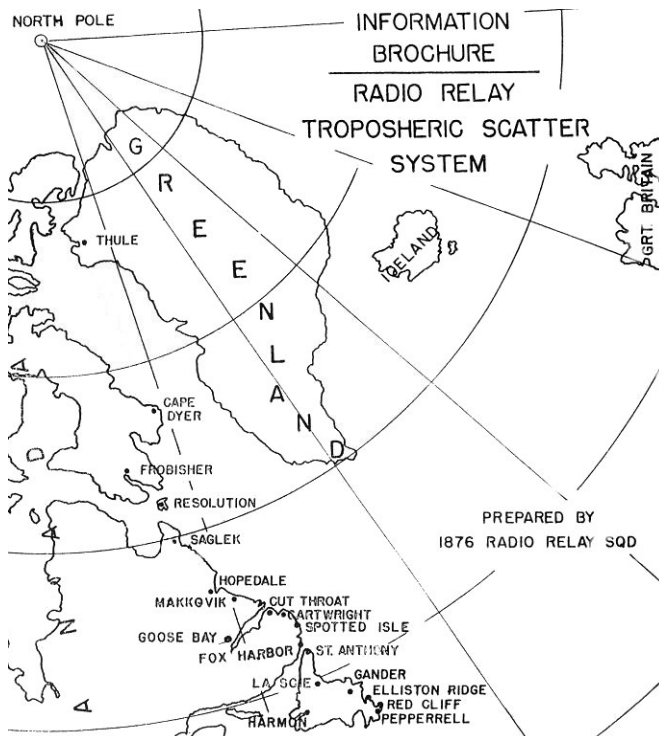 NORTH POLE
INFORMATION
BROCHURE
RADIO RELAY
TROPOSHERIC SCATTER
SYSTEM
GREENLAND
THULE
ICELAND
GRT. BRITAIN
CAPE
DYER
FROBISHER
RESOLUTION
SAGLEK
PREPARED BY
1876 RADIO RELAY SQD
HOPEDALE
MAKKOVIK
CUT THROAT
CARTWRIGHT
SPOTTED ISLE
GOOSE BAY
FOX HARBOR
ST. ANTHONY
LA SCIE
GANDER
ELLISTON RIDGE
RED CLIFF
PEPPERRELL
HARMON
A
D
A
N
A